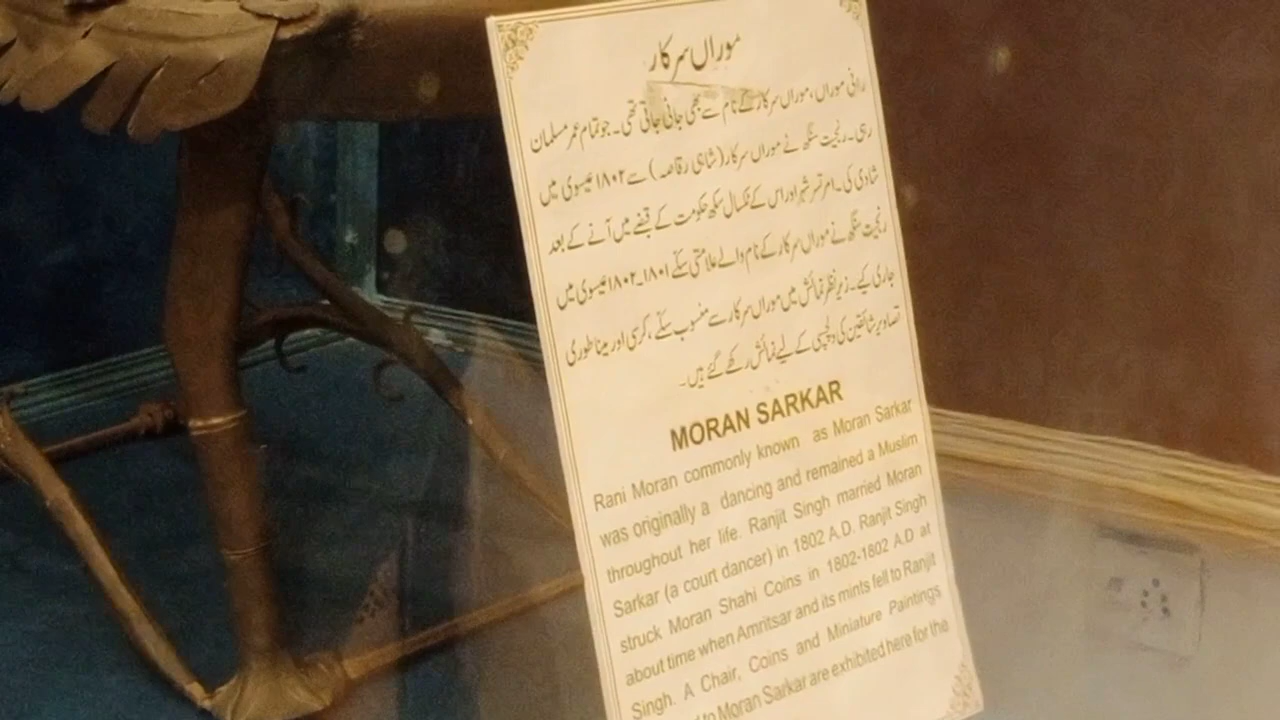 موراں سرکار
رانی موراں، موراں سرکار کے نام سے بھی جانی جاتی تھی۔ جو تمام عمر مسلمان
رہی۔ رنجیت سنگھ نے موراں سرکار (شاہی رقاصہ) سے ۱۸۰۲ عیسوی میں
شادی کی۔ امرتسر شہر اور اس کے ٹکسال سکھ حکومت کے قبضے میں آنے کے بعد
رنجیت سنگھ نے موراں سرکار کے نام والے علامتی سکّے ۱۸۰۱۔۱۸۰۲ عیسوی میں
جاری کیے۔ زیرِ نظر نمائش میں موراں سرکار سے منسوب سکّے، کرسی اور مینا طوری
تصاویر شائقین کی دلچسپی کے لیے نمائش رکھے گئے ہیں۔
MORAN SARKAR
Rani Moran commonly known as Moran Sarkar
was originally a dancing and remained a Muslim
throughout her life. Ranjit Singh married Moran
Sarkar (a court dancer) in 1802 A.D. Ranjit Singh
struck Moran Shahi Coins in 1802-1802 A.D at
about time when Amritsar and its mints fell to Ranjit
Singh. A Chair, Coins and Miniature Paintings
to Moran Sarkar are exhibited here for the